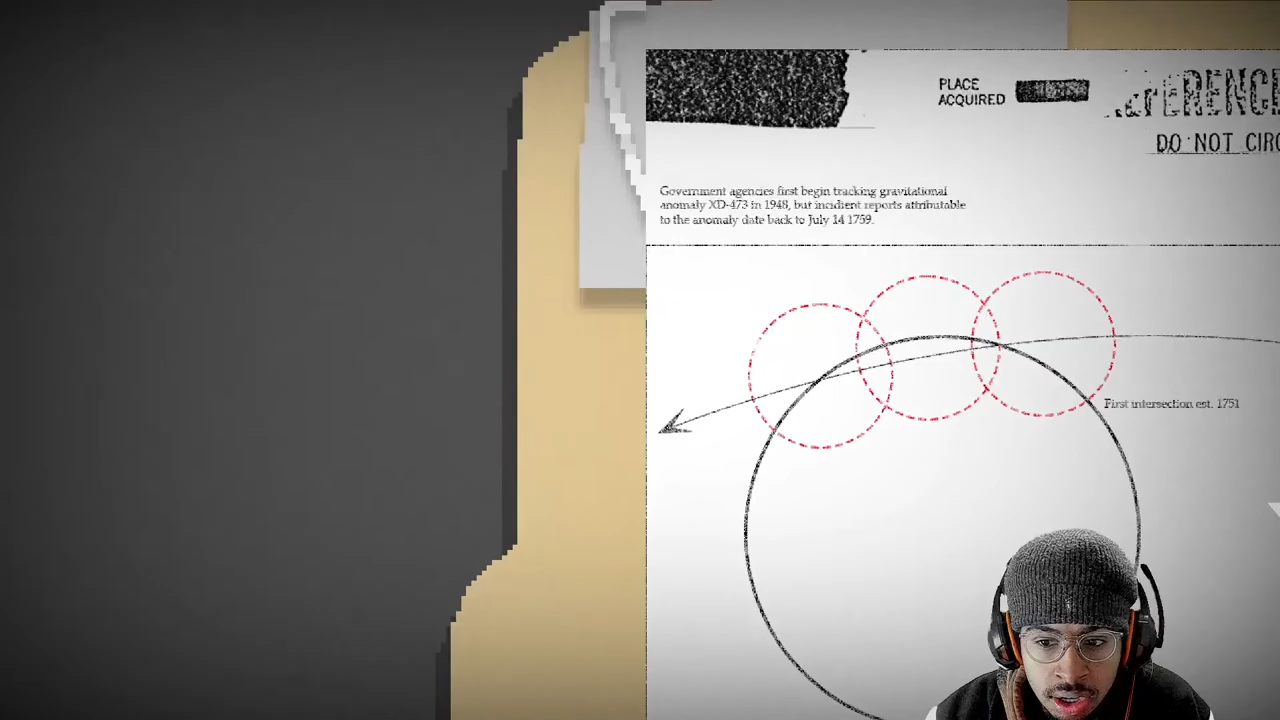 PLACE
ACQUIRED
DO NOT CIRC
Government agencies first begin tracking gravitational
anomaly XD-473 in 1948, but incidient reports attributable
to the anomaly date back to July 14 1759.
First intersection est. 1751